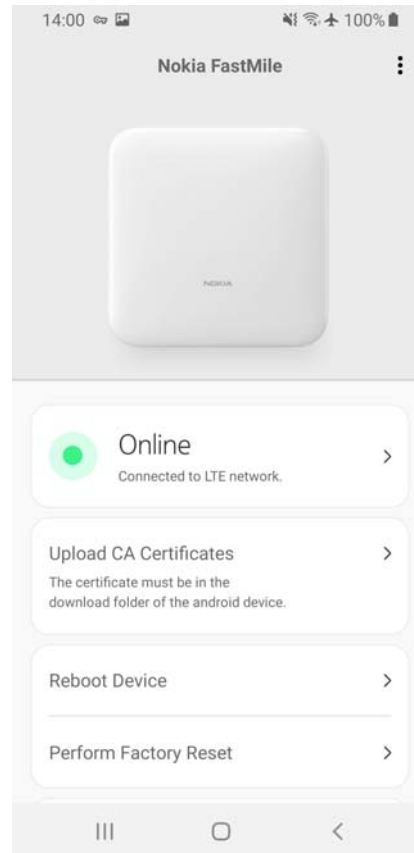 14:00 100%
Nokia FastMile
NOKIA
Online
Connected to LTE network.
Upload CA Certificates
The certificate must be in the
download folder of the android device.
Reboot Device
Perform Factory Reset